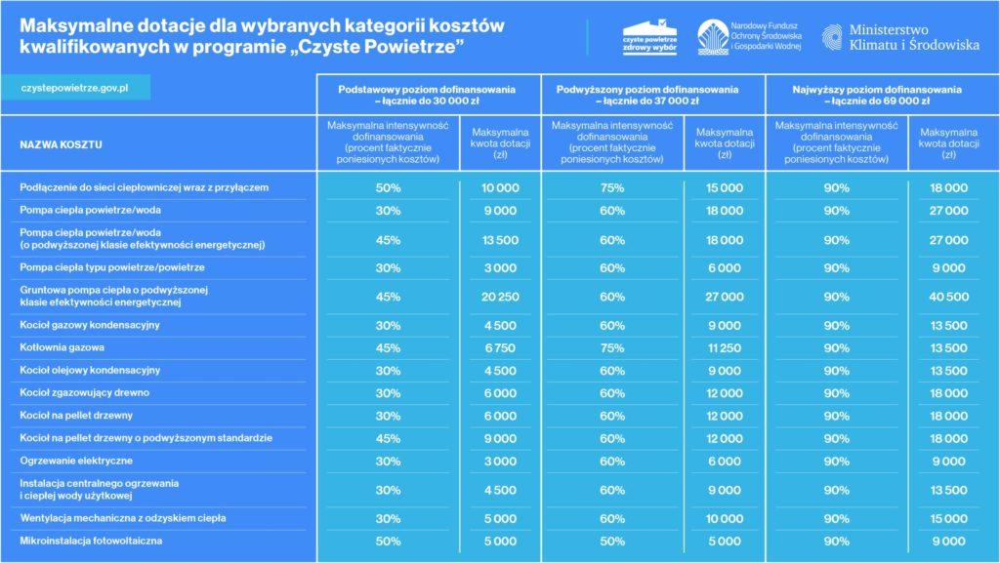 Maksymalne dotacje dla wybranych kategorii kosztów
kwalifikowanych w programie „Czyste Powietrze”
czyste powietrze
zdrowy wybór
Narodowy Fundusz
Ochrony Środowiska
i Gospodarki Wodnej
Ministerstwo
Klimatu i Środowiska
czystepowietrze.gov.pl
Podstawowy poziom dofinansowania
– łącznie do 30 000 zł
Podwyższony poziom dofinansowania
– łącznie do 37 000 zł
Najwyższy poziom dofinansowania
– łącznie do 69 000 zł
NAZWA KOSZTU
Maksymalna intensywność
dofinansowania
(procent faktycznie
poniesionych kosztów)
Maksymalna
kwota dotacji
(zł)
Maksymalna intensywność
dofinansowania
(procent faktycznie
poniesionych kosztów)
Maksymalna
kwota dotacji
(zł)
Maksymalna intensywność
dofinansowania
(procent faktycznie
poniesionych kosztów)
Maksymalna
kwota dotacji
(zł)
Podłączenie do sieci ciepłowniczej wraz z przyłączem 50% 10 000 75% 15 000 90% 18 000
Pompa ciepła powietrze/woda 30% 9 000 60% 18 000 90% 27 000
Pompa ciepła powietrze/woda
(o podwyższonej klasie efektywności energetycznej) 45% 13 500 60% 18 000 90% 27 000
Pompa ciepła typu powietrze/powietrze 30% 3 000 60% 6 000 90% 9 000
Gruntowa pompa ciepła o podwyższonej
klasie efektywności energetycznej 45% 20 250 60% 27 000 90% 40 500
Kocioł gazowy kondensacyjny 30% 4 500 60% 9 000 90% 13 500
Kotłownia gazowa 45% 6 750 75% 11 250 90% 13 500
Kocioł olejowy kondensacyjny 30% 4 500 60% 9 000 90% 13 500
Kocioł zgazowujący drewno 30% 6 000 60% 12 000 90% 18 000
Kocioł na pellet drzewny 30% 6 000 60% 12 000 90% 18 000
Kocioł na pellet drzewny o podwyższonym standardzie 45% 9 000 60% 12 000 90% 18 000
Ogrzewanie elektryczne 30% 3 000 60% 6 000 90% 9 000
Instalacja centralnego ogrzewania
i ciepłej wody użytkowej 30% 4 500 60% 9 000 90% 13 500
Wentylacja mechaniczna z odzyskiem ciepła 30% 5 000 60% 10 000 90% 15 000
Mikroinstalacja fotowoltaiczna 50% 5 000 50% 5 000 90% 9 000